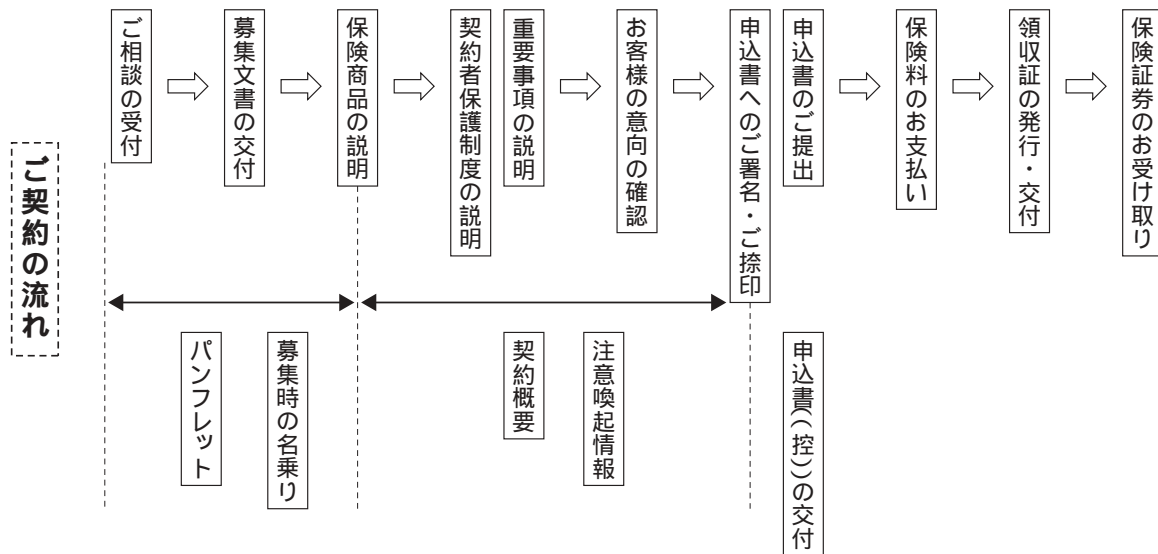 ご契約の流れ
ご相談の受付
募集文書の交付
保険商品の説明
契約者保護制度の説明
重要事項の説明
お客様の意向の確認
申込書へのご署名・ご捺印
申込書のご提出
保険料のお支払い
領収証の発行・交付
保険証券のお受け取り
パンフレット
募集時の名乗り
契約概要
注意喚起情報
申込書((控))の交付